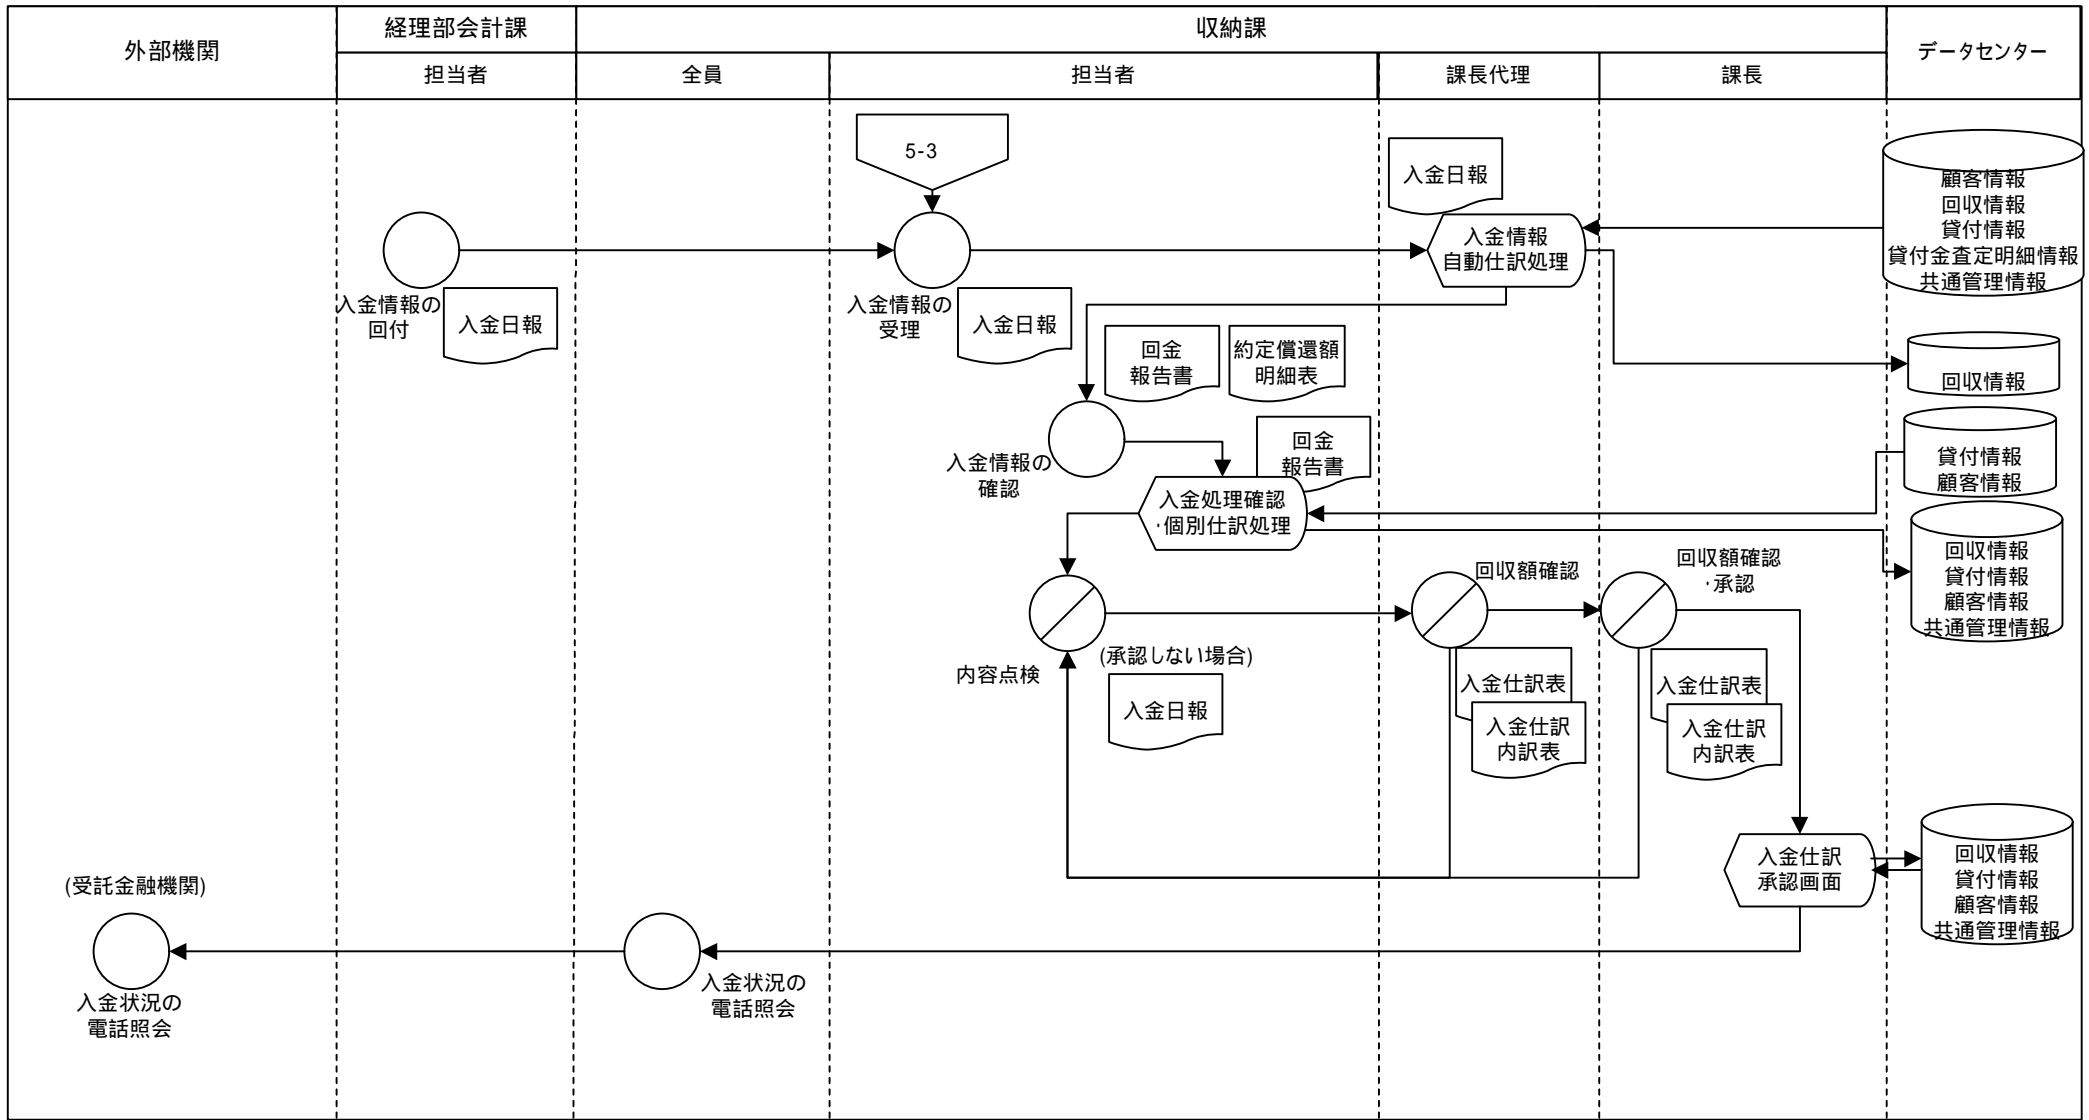 外部機関
経理部会計課
収納課
データセンター
担当者
全員
担当者
課長代理
課長
5-3
入金日報
顧客情報
回収情報
貸付情報
貸付金査定明細情報
共通管理情報
入金情報
自動仕訳処理
入金情報の
回付
入金日報
入金情報の
受理
入金日報
回金
報告書
約定償還額
明細表
回収情報
入金情報の
確認
回金
報告書
貸付情報
顧客情報
入金処理確認
・個別仕訳処理
回収情報
貸付情報
顧客情報
共通管理情報
回収額確認
回収額確認
・承認
内容点検
(承認しない場合)
入金日報
入金仕訳表
入金仕訳
内訳表
入金仕訳表
入金仕訳
内訳表
入金仕訳
承認画面
回収情報
貸付情報
顧客情報
共通管理情報
(受託金融機関)
入金状況の
電話照会
入金状況の
電話照会